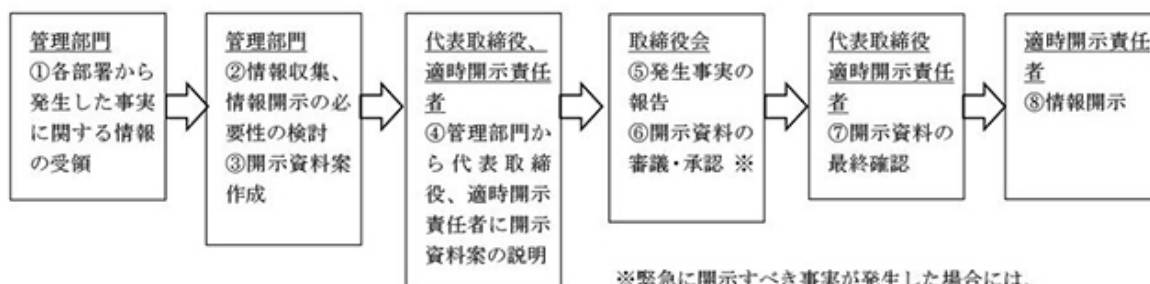 管理部門
①各部署から
発生した事実
に関する情報
の受領
管理部門
②情報収集、
情報開示の必
要性の検討
③開示資料案
作成
代表取締役、
適時開示責任
者
④管理部門か
ら代表取締
役、適時開示
責任者に開示
資料案の説明
取締役会
⑤発生事実の
報告
⑥開示資料の
審議・承認 ※
代表取締役
適時開示責任
者
⑦開示資料の
最終確認
適時開示責任
者
⑧情報開示
※緊急に開示すべき事実が発生した場合には、